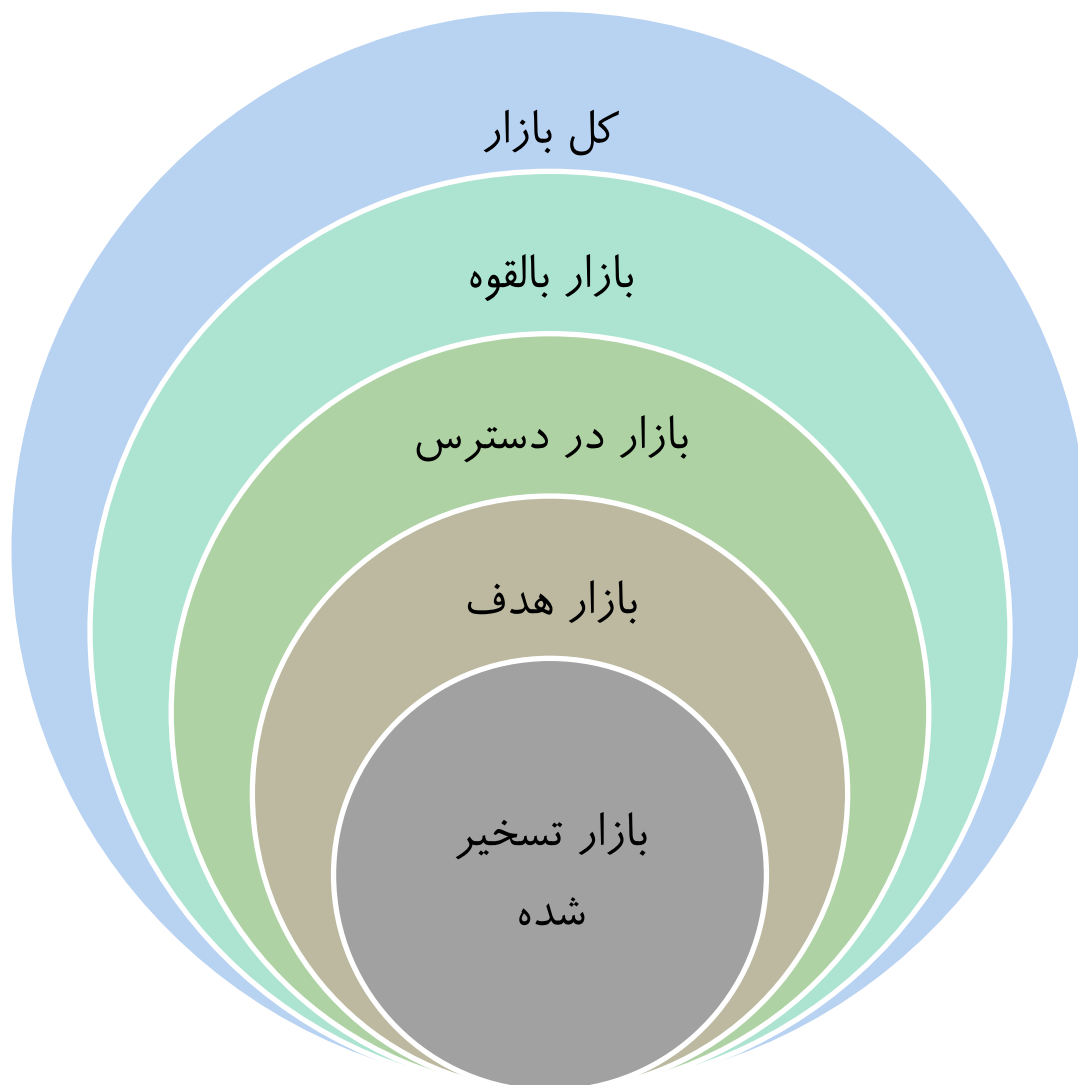 کل بازار
بازار بالقوه
بازار در دسترس
بازار هدف
بازار تسخیر
شده